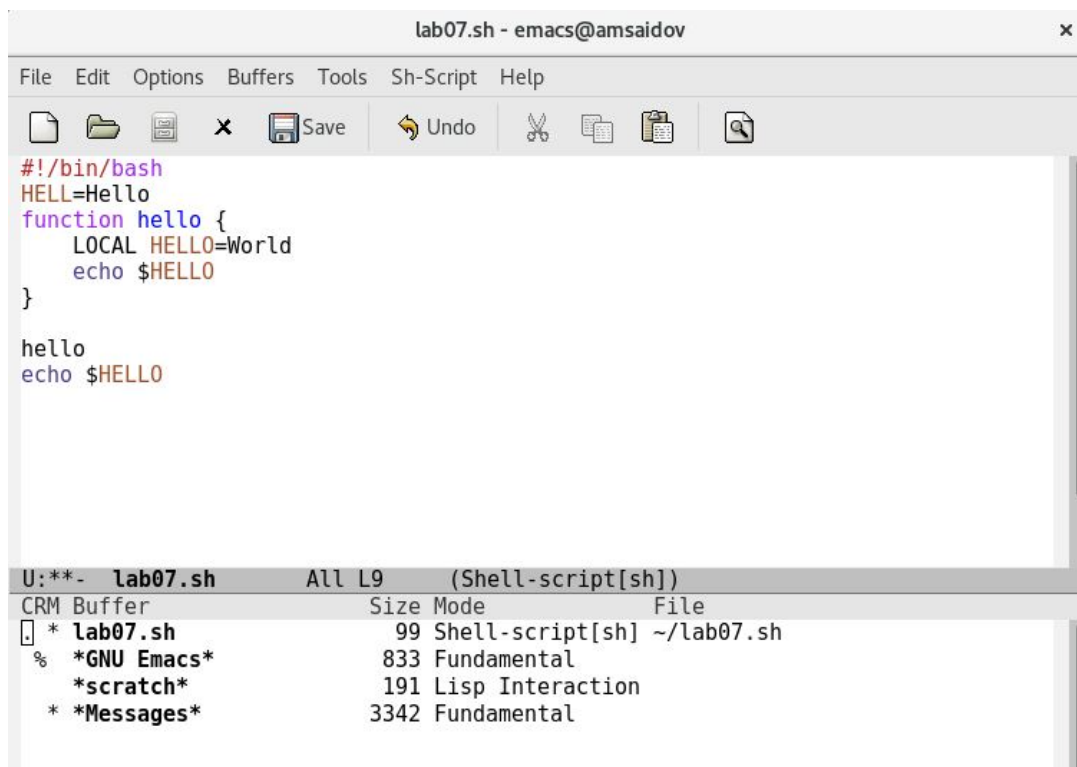 lab07.sh - emacs@amsaidov ×
File Edit Options Buffers Tools Sh-Script Help
Save Undo
#!/bin/bash
HELL=Hello
function hello {
    LOCAL HELLO=World
    echo $HELLO
}
hello
echo $HELLO
U:**-  lab07.sh       All L9     (Shell-script[sh])
CRM Buffer                 Size Mode             File
. * lab07.sh                 99 Shell-script[sh] ~/lab07.sh
 %  *GNU Emacs*             833 Fundamental
    *scratch*               191 Lisp Interaction
  * *Messages*             3342 Fundamental